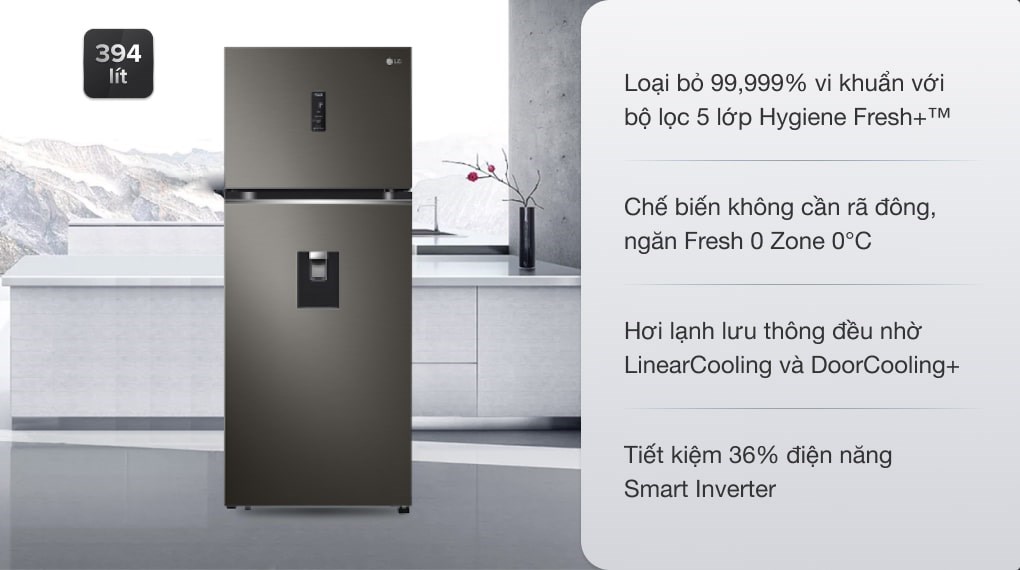 394
lít
LG
Loại bỏ 99,999% vi khuẩn với
bộ lọc 5 lớp Hygiene Fresh+™
Chế biến không cần rã đông,
ngăn Fresh 0 Zone 0°C
Hơi lạnh lưu thông đều nhờ
LinearCooling và DoorCooling+
Tiết kiệm 36% điện năng
Smart Inverter